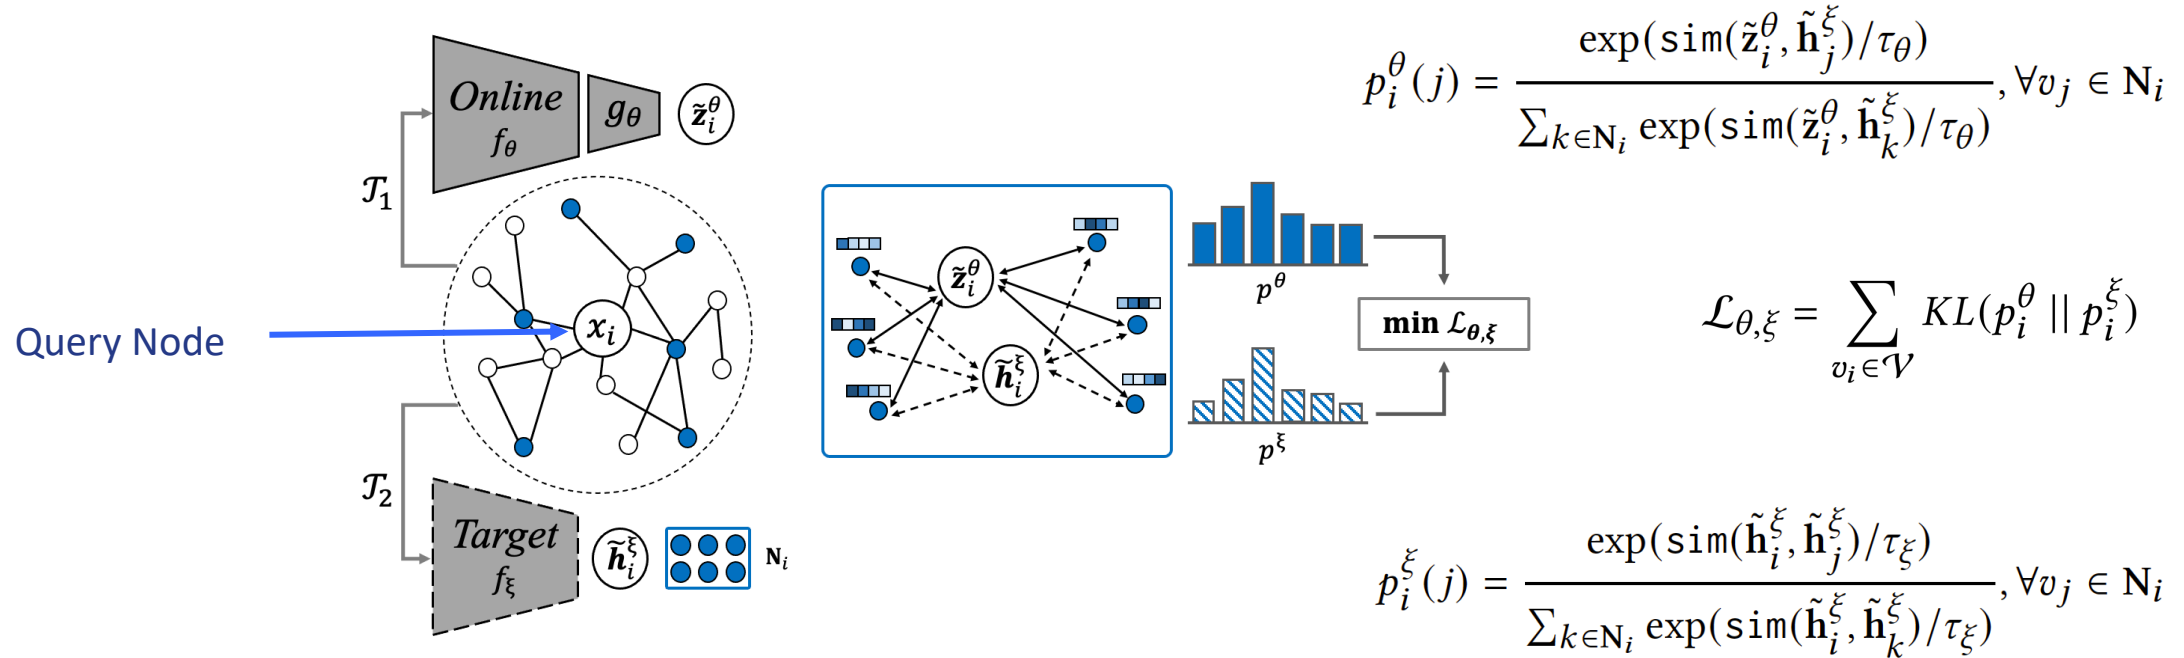 Online
f_θ
g_θ
z̃_i^θ
𝒯_1
Query Node
x_i
𝒯_2
Target
f_ξ
h̃_i^ξ
N_i
z̃_i^θ
h̃_i^ξ
p^θ
p^ξ
min ℒ_{θ,ξ}
p_i^θ(j) = exp(sim(z̃_i^θ, h̃_j^ξ)/τ_θ) / ∑_{k∈N_i} exp(sim(z̃_i^θ, h̃_k^ξ)/τ_θ), ∀v_j ∈ N_i
ℒ_{θ,ξ} = ∑_{v_i∈𝒱} KL(p_i^θ || p_i^ξ)
p_i^ξ(j) = exp(sim(h̃_i^ξ, h̃_j^ξ)/τ_ξ) / ∑_{k∈N_i} exp(sim(h̃_i^ξ, h̃_k^ξ)/τ_ξ), ∀v_j ∈ N_i